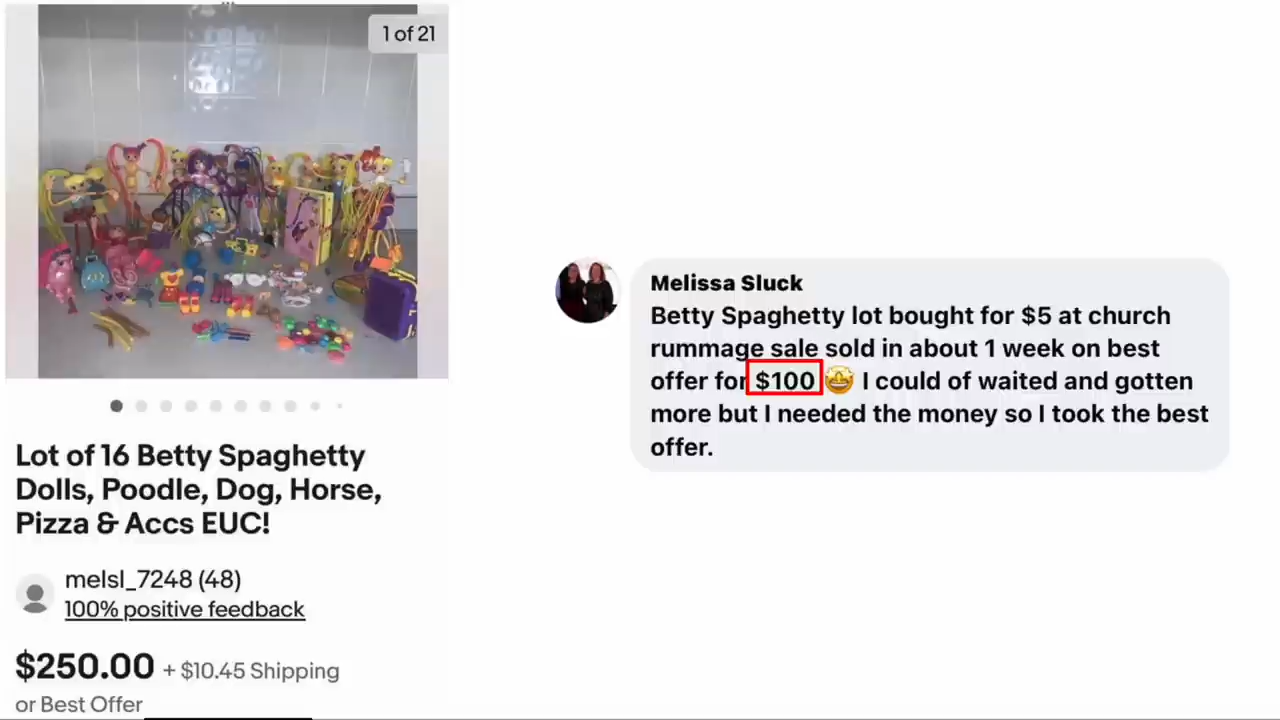 1 of 21
Lot of 16 Betty Spaghetty
Dolls, Poodle, Dog, Horse,
Pizza & Accs EUC!
melsl_7248 (48)
100% positive feedback
$250.00 + $10.45 Shipping
or Best Offer
Melissa Sluck
Betty Spaghetty lot bought for $5 at church
rummage sale sold in about 1 week on best
offer for $100 🤩 I could of waited and gotten
more but I needed the money so I took the best
offer.